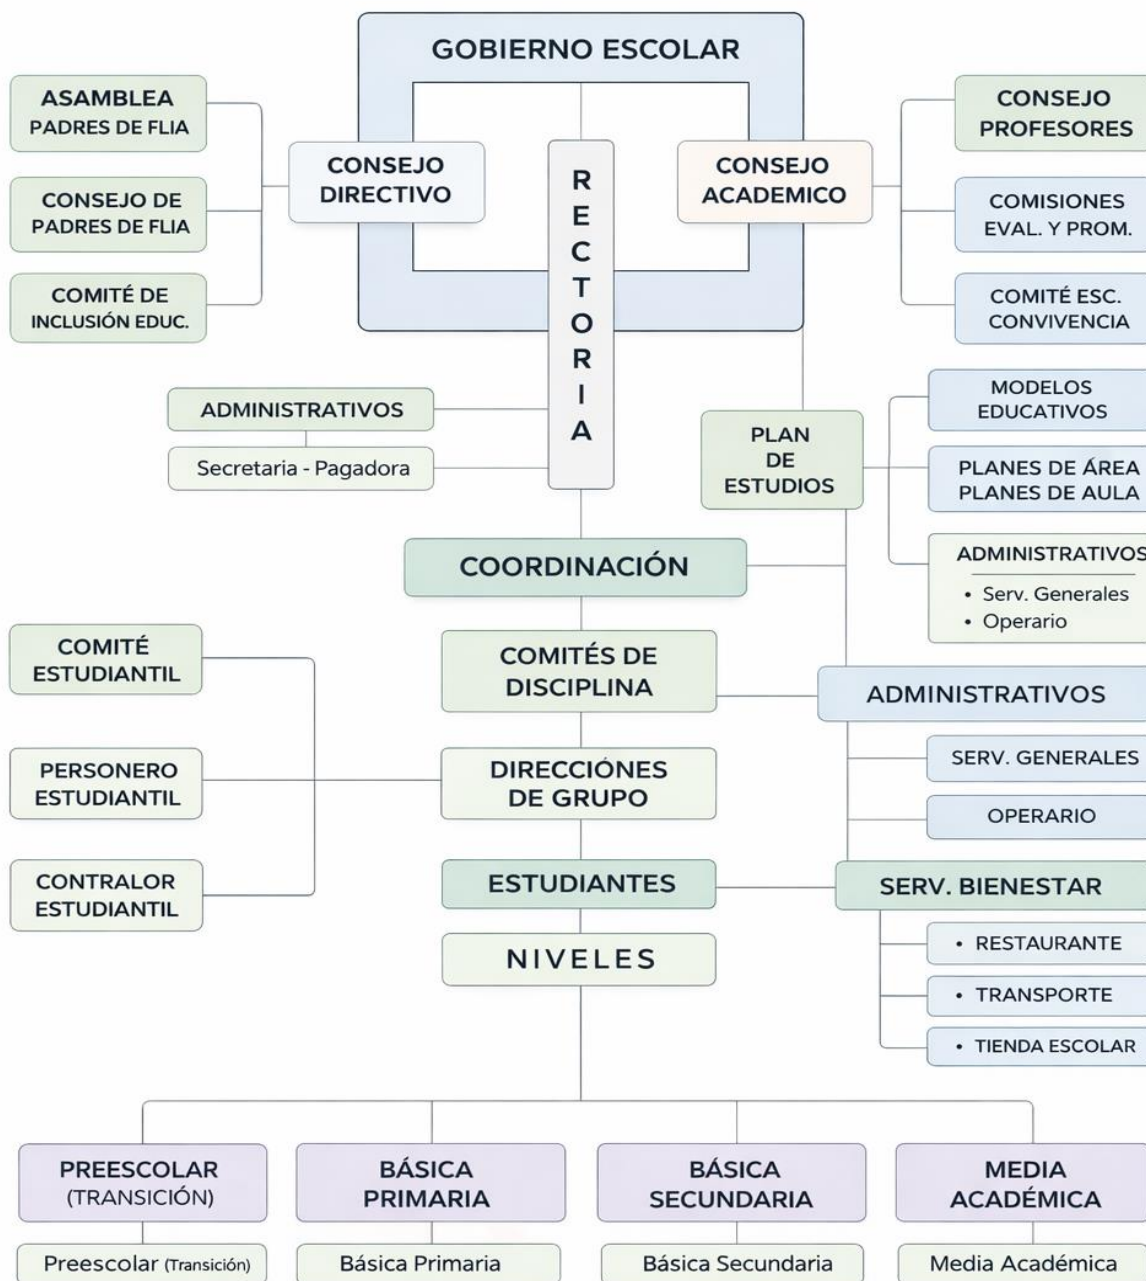 GOBIERNO ESCOLAR
ASAMBLEA
PADRES DE FLIA
CONSEJO DE
PADRES DE FLIA
COMITÉ DE
INCLUSIÓN EDUC.
CONSEJO
DIRECTIVO
RECTORIA
CONSEJO
ACADEMICO
CONSEJO
PROFESORES
COMISIONES
EVAL. Y PROM.
COMITÉ ESC.
CONVIVENCIA
ADMINISTRATIVOS
Secretaria - Pagadora
PLAN
DE
ESTUDIOS
MODELOS
EDUCATIVOS
PLANES DE ÁREA
PLANES DE AULA
ADMINISTRATIVOS
• Serv. Generales
• Operario
COORDINACIÓN
COMITÉS DE
DISCIPLINA
ADMINISTRATIVOS
SERV. GENERALES
OPERARIO
COMITÉ
ESTUDIANTIL
PERSONERO
ESTUDIANTIL
CONTRALOR
ESTUDIANTIL
DIRECCIÓNES
DE GRUPO
ESTUDIANTES
SERV. BIENESTAR
• RESTAURANTE
• TRANSPORTE
• TIENDA ESCOLAR
NIVELES
PREESCOLAR
(TRANSICIÓN)
BÁSICA
PRIMARIA
BÁSICA
SECUNDARIA
MEDIA
ACADÉMICA
Preescolar (Transición)
Básica Primaria
Básica Secundaria
Media Académica